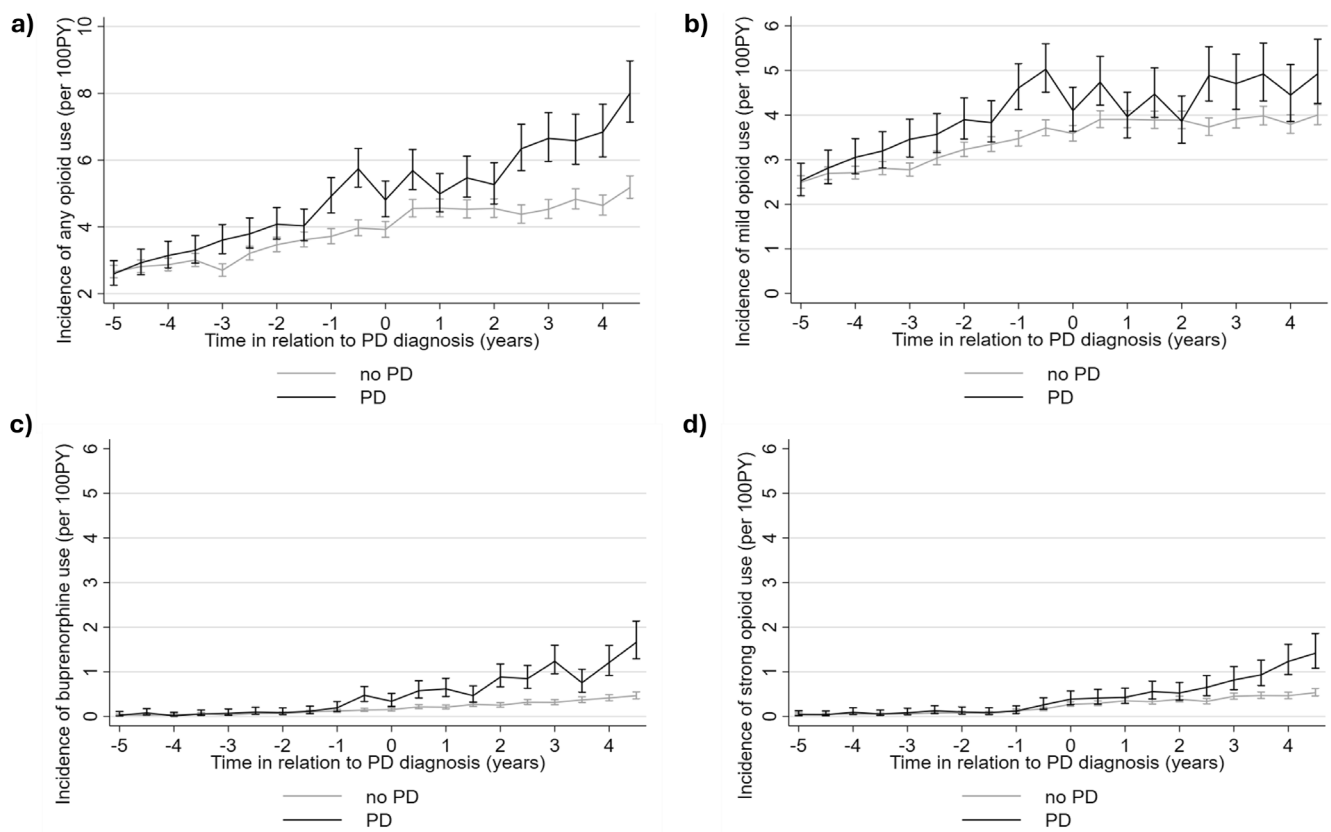 a)
Incidence of any opioid use (per 100PY)
10
8
6
4
2
-5 -4 -3 -2 -1 0 1 2 3 4
Time in relation to PD diagnosis (years)
no PD
PD
b)
Incidence of mild opioid use (per 100PY)
6
5
4
3
2
1
0
-5 -4 -3 -2 -1 0 1 2 3 4
Time in relation to PD diagnosis (years)
no PD
PD
c)
Incidence of buprenorphine use (per 100PY)
6
5
4
3
2
1
0
-5 -4 -3 -2 -1 0 1 2 3 4
Time in relation to PD diagnosis (years)
no PD
PD
d)
Incidence of strong opioid use (per 100PY)
6
5
4
3
2
1
0
-5 -4 -3 -2 -1 0 1 2 3 4
Time in relation to PD diagnosis (years)
no PD
PD